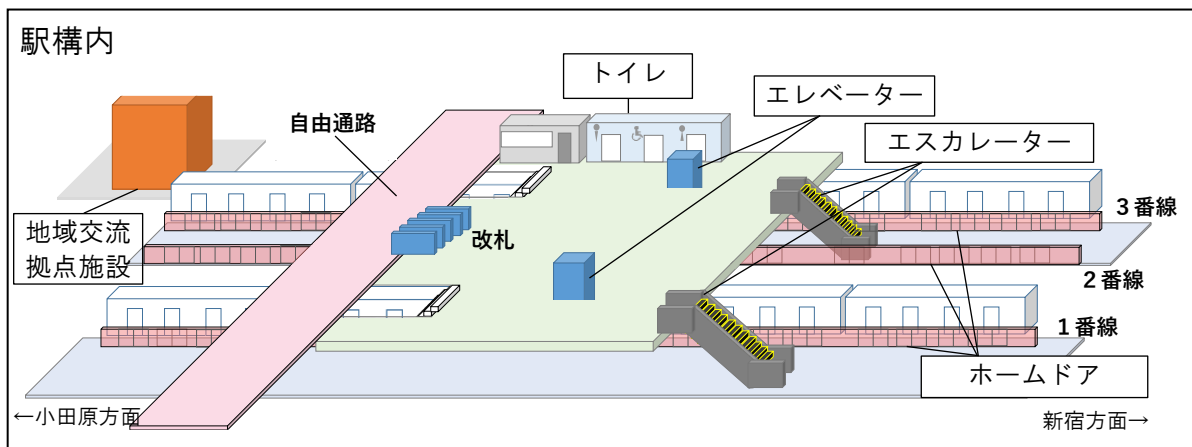 駅構内
トイレ
エレベーター
自由通路
エスカレーター
地域交流
拠点施設
改札
3番線
2番線
1番線
ホームドア
←小田原方面
新宿方面→